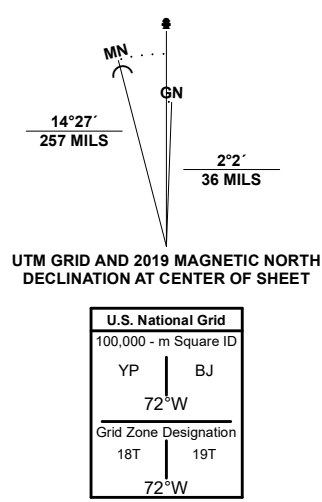 MN
GN
14°27´
257 MILS
2°2´
36 MILS
UTM GRID AND 2019 MAGNETIC NORTH
DECLINATION AT CENTER OF SHEET
U.S. National Grid
100,000 - m Square ID
YP BJ
72°W
Grid Zone Designation
18T 19T
72°W